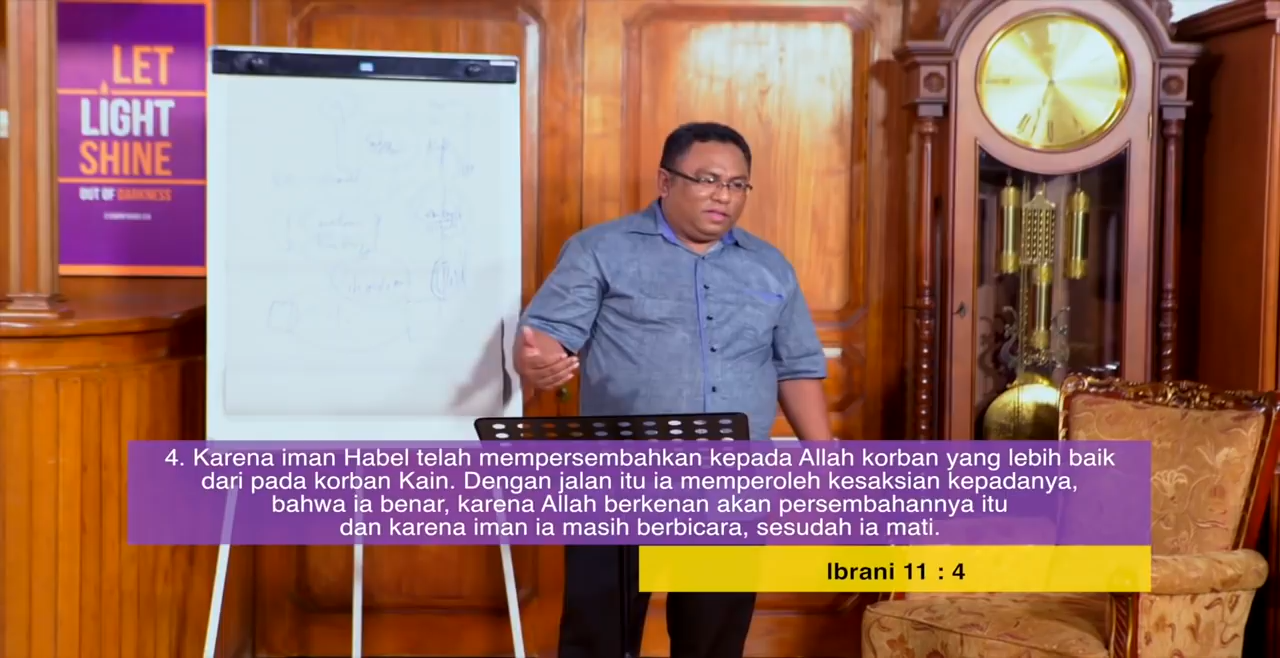 LET
LIGHT
SHINE
OUT OF DARKNESS
4. Karena iman Habel telah mempersembahkan kepada Allah korban yang lebih baik
dari pada korban Kain. Dengan jalan itu ia memperoleh kesaksian kepadanya,
bahwa ia benar, karena Allah berkenan akan persembahannya itu
dan karena iman ia masih berbicara, sesudah ia mati.
Ibrani 11 : 4